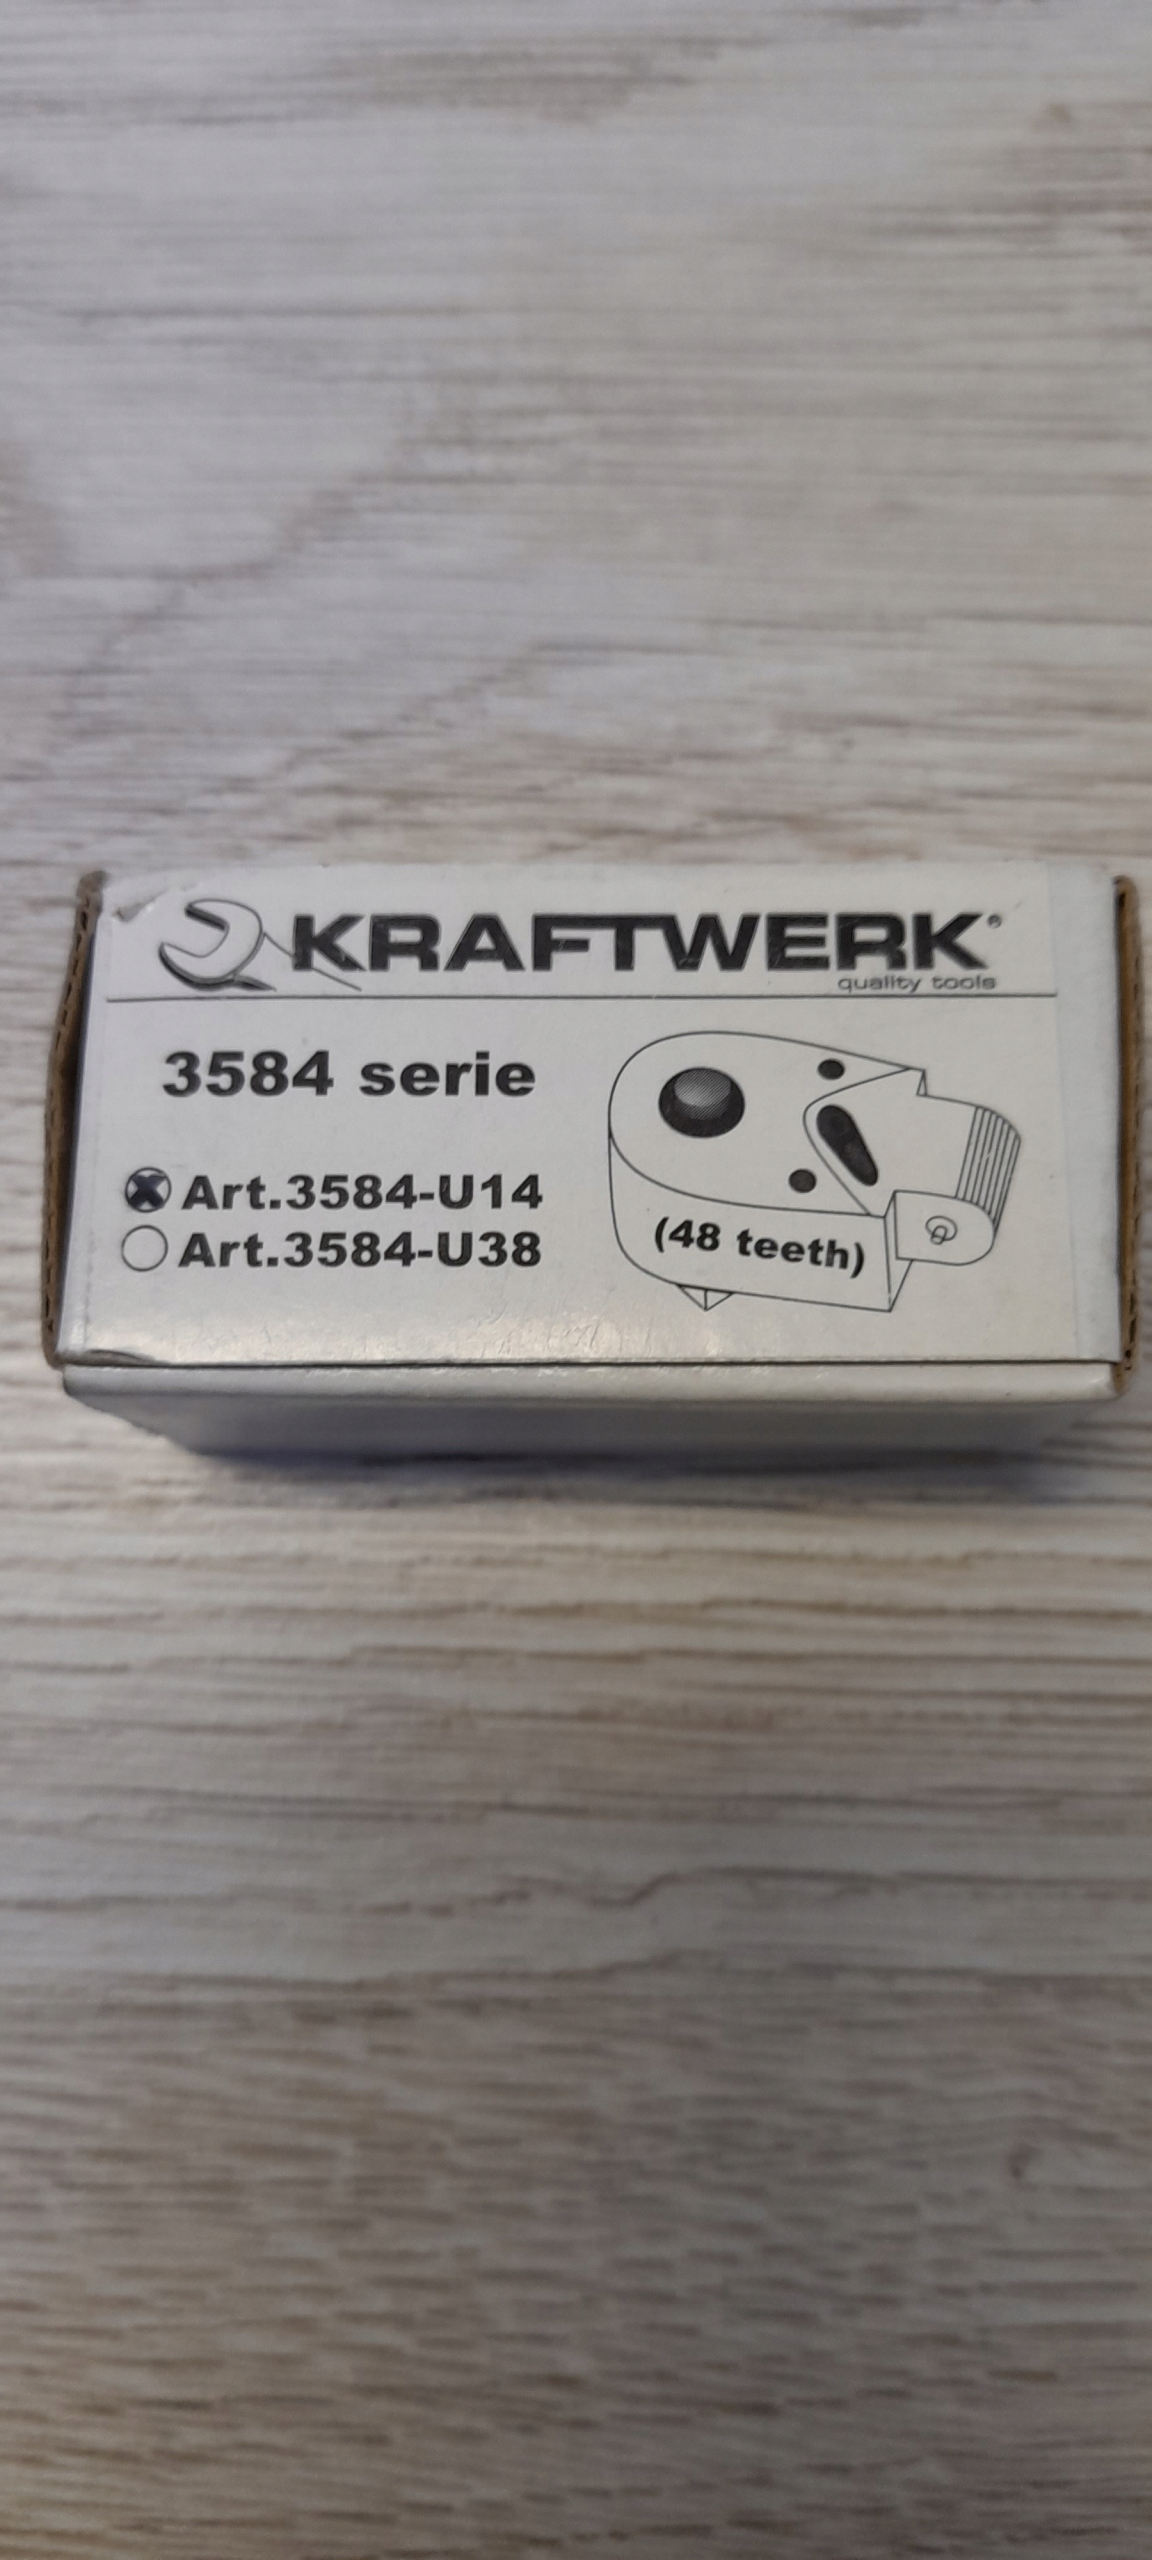 KRAFTWERK®
quality tools
3584 serie
Art.3584-U14
Art.3584-U38
(48 teeth)